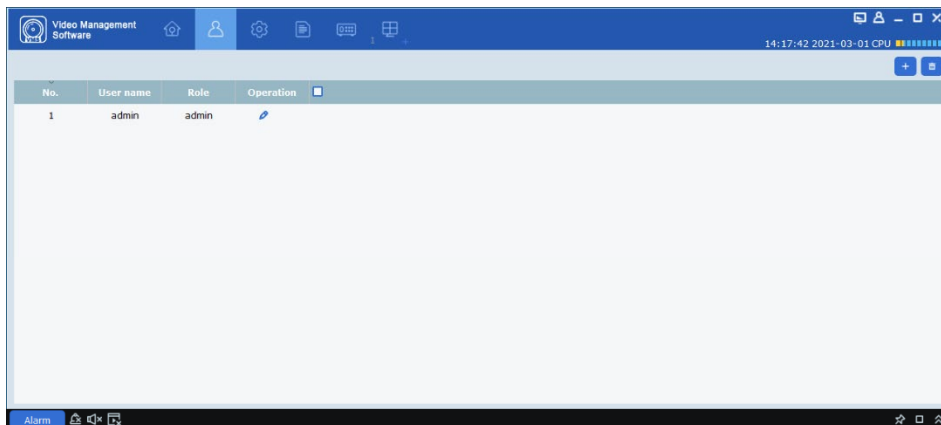 Video Management
Software
1
14:17:42 2021-03-01 CPU
No. User name Role Operation
1 admin admin
Alarm